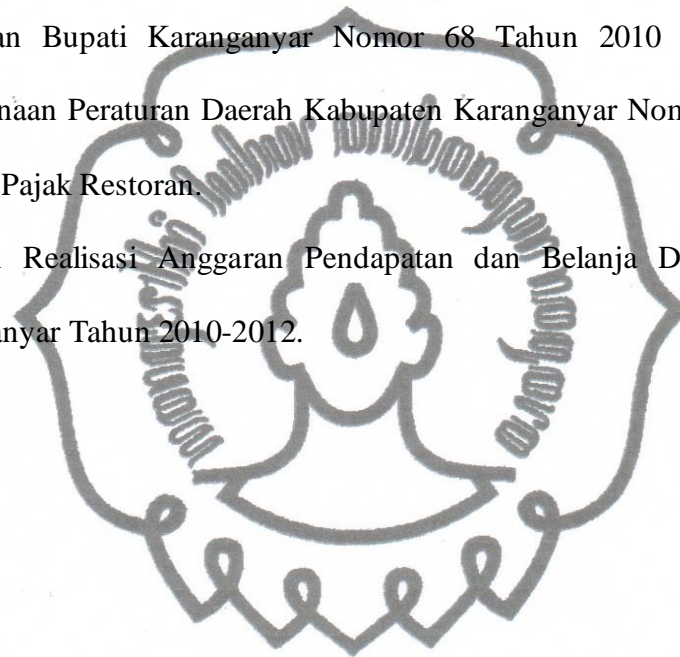 an Bupati Karanganyar Nomor 68 Tahun 2010
naan Peraturan Daerah Kabupaten Karanganyar Nom
Pajak Restoran.
Realisasi Anggaran Pendapatan dan Belanja D
anyar Tahun 2010-2012.